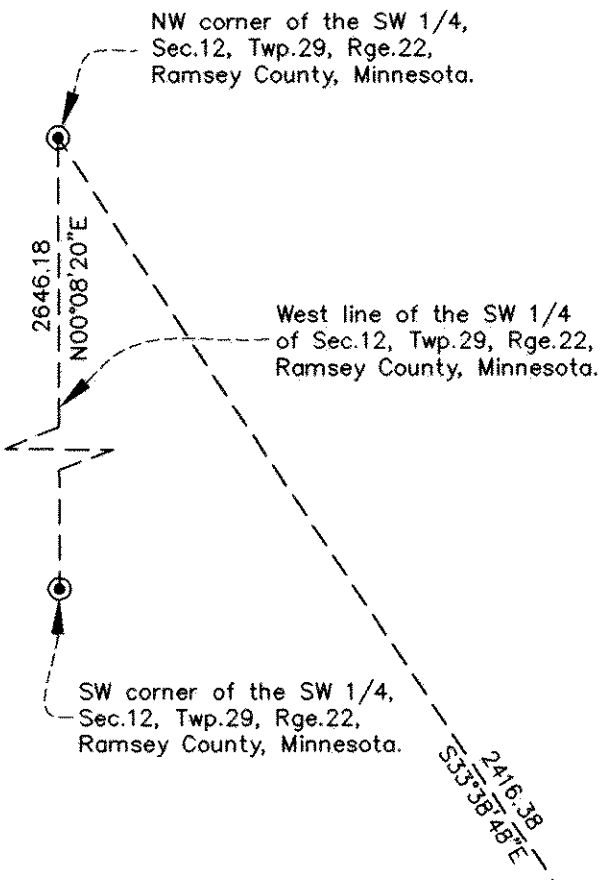 NW corner of the SW 1/4,
Sec.12, Twp.29, Rge.22,
Ramsey County, Minnesota.
2646.18
N00°08'20"E
West line of the SW 1/4
of Sec.12, Twp.29, Rge.22,
Ramsey County, Minnesota.
SW corner of the SW 1/4,
Sec.12, Twp.29, Rge.22,
Ramsey County, Minnesota.
2416.38
S33°38'48"E